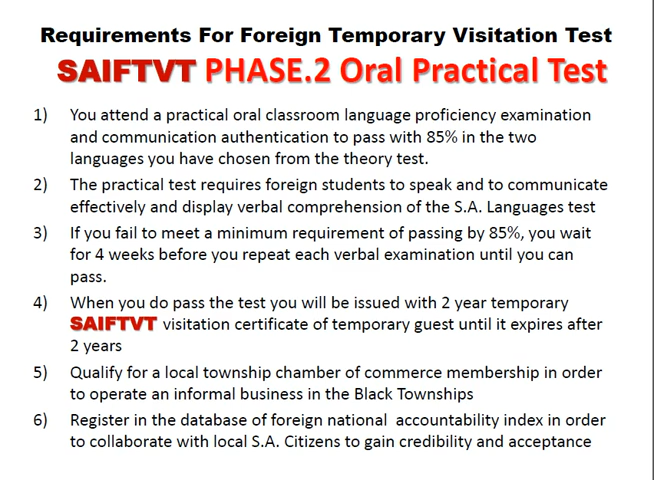 Requirements For Foreign Temporary Visitation Test
SAIFTVT PHASE.2 Oral Practical Test
1) You attend a practical oral classroom language proficiency examination
and communication authentication to pass with 85% in the two
languages you have chosen from the theory test.
2) The practical test requires foreign students to speak and to communicate
effectively and display verbal comprehension of the S.A. Languages test
3) If you fail to meet a minimum requirement of passing by 85%, you wait
for 4 weeks before you repeat each verbal examination until you can
pass.
4) When you do pass the test you will be issued with 2 year temporary
SAIFTVT visitation certificate of temporary guest until it expires after
2 years
5) Qualify for a local township chamber of commerce membership in order
to operate an informal business in the Black Townships
6) Register in the database of foreign national accountability index in order
to collaborate with local S.A. Citizens to gain credibility and acceptance